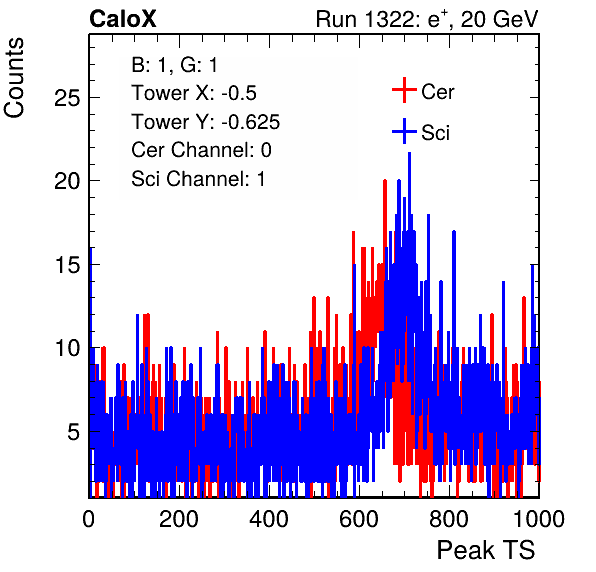 CaloX Run 1322: e⁺, 20 GeV
Counts
B: 1, G: 1
Tower X: -0.5
Tower Y: -0.625
Cer Channel: 0
Sci Channel: 1
Cer
Sci
25
20
15
10
5
0 200 400 600 800 1000
Peak TS